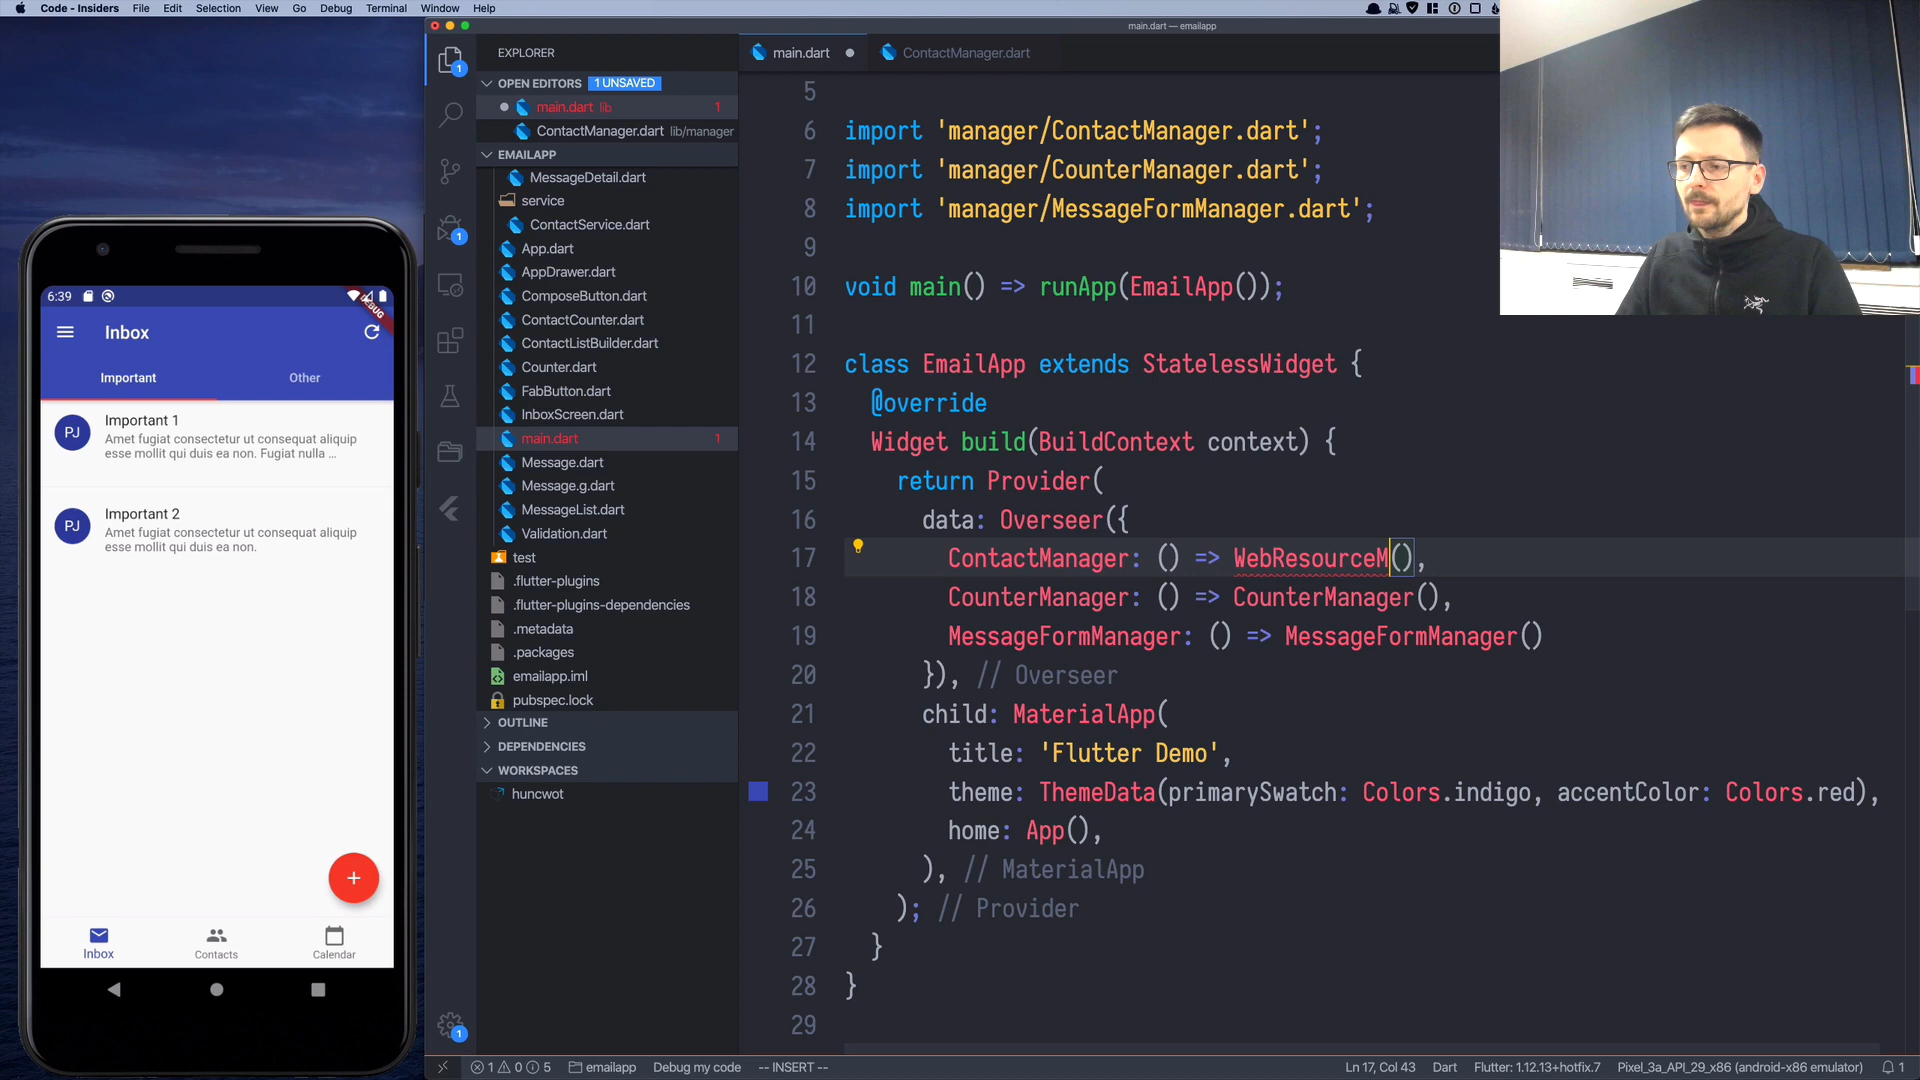 Code - Insiders File Edit Selection View Go Debug Terminal Window Help
main.dart — emailapp
EXPLORER
OPEN EDITORS 1 UNSAVED
main.dart lib 1
ContactManager.dart lib/manager
EMAILAPP
MessageDetail.dart
service
ContactService.dart
App.dart
AppDrawer.dart
ComposeButton.dart
ContactCounter.dart
ContactListBuilder.dart
Counter.dart
FabButton.dart
InboxScreen.dart
main.dart 1
Message.dart
Message.g.dart
MessageList.dart
Validation.dart
test
.flutter-plugins
.flutter-plugins-dependencies
.metadata
.packages
emailapp.iml
pubspec.lock
OUTLINE
DEPENDENCIES
WORKSPACES
huncwot
1
1
1
main.dart
ContactManager.dart
5
6 import 'manager/ContactManager.dart';
7 import 'manager/CounterManager.dart';
8 import 'manager/MessageFormManager.dart';
9
10 void main() => runApp(EmailApp());
11
12 class EmailApp extends StatelessWidget {
13 @override
14 Widget build(BuildContext context) {
15 return Provider(
16 data: Overseer({
17 ContactManager: () => WebResourceM(),
18 CounterManager: () => CounterManager(),
19 MessageFormManager: () => MessageFormManager()
20 }), // Overseer
21 child: MaterialApp(
22 title: 'Flutter Demo',
23 theme: ThemeData(primarySwatch: Colors.indigo, accentColor: Colors.red),
24 home: App(),
25 ), // MaterialApp
26 ); // Provider
27 }
28 }
29
6:39
DEBUG
Inbox
Important Other
PJ
Important 1
Amet fugiat consectetur ut consequat aliquip
esse mollit qui duis ea non. Fugiat nulla ...
PJ
Important 2
Amet fugiat consectetur ut consequat aliquip
esse mollit qui duis ea non.
+
Inbox Contacts Calendar
1 0 5 emailapp Debug my code -- INSERT -- Ln 17, Col 43 Dart Flutter: 1.12.13+hotfix.7 Pixel_3a_API_29_x86 (android-x86 emulator) 1